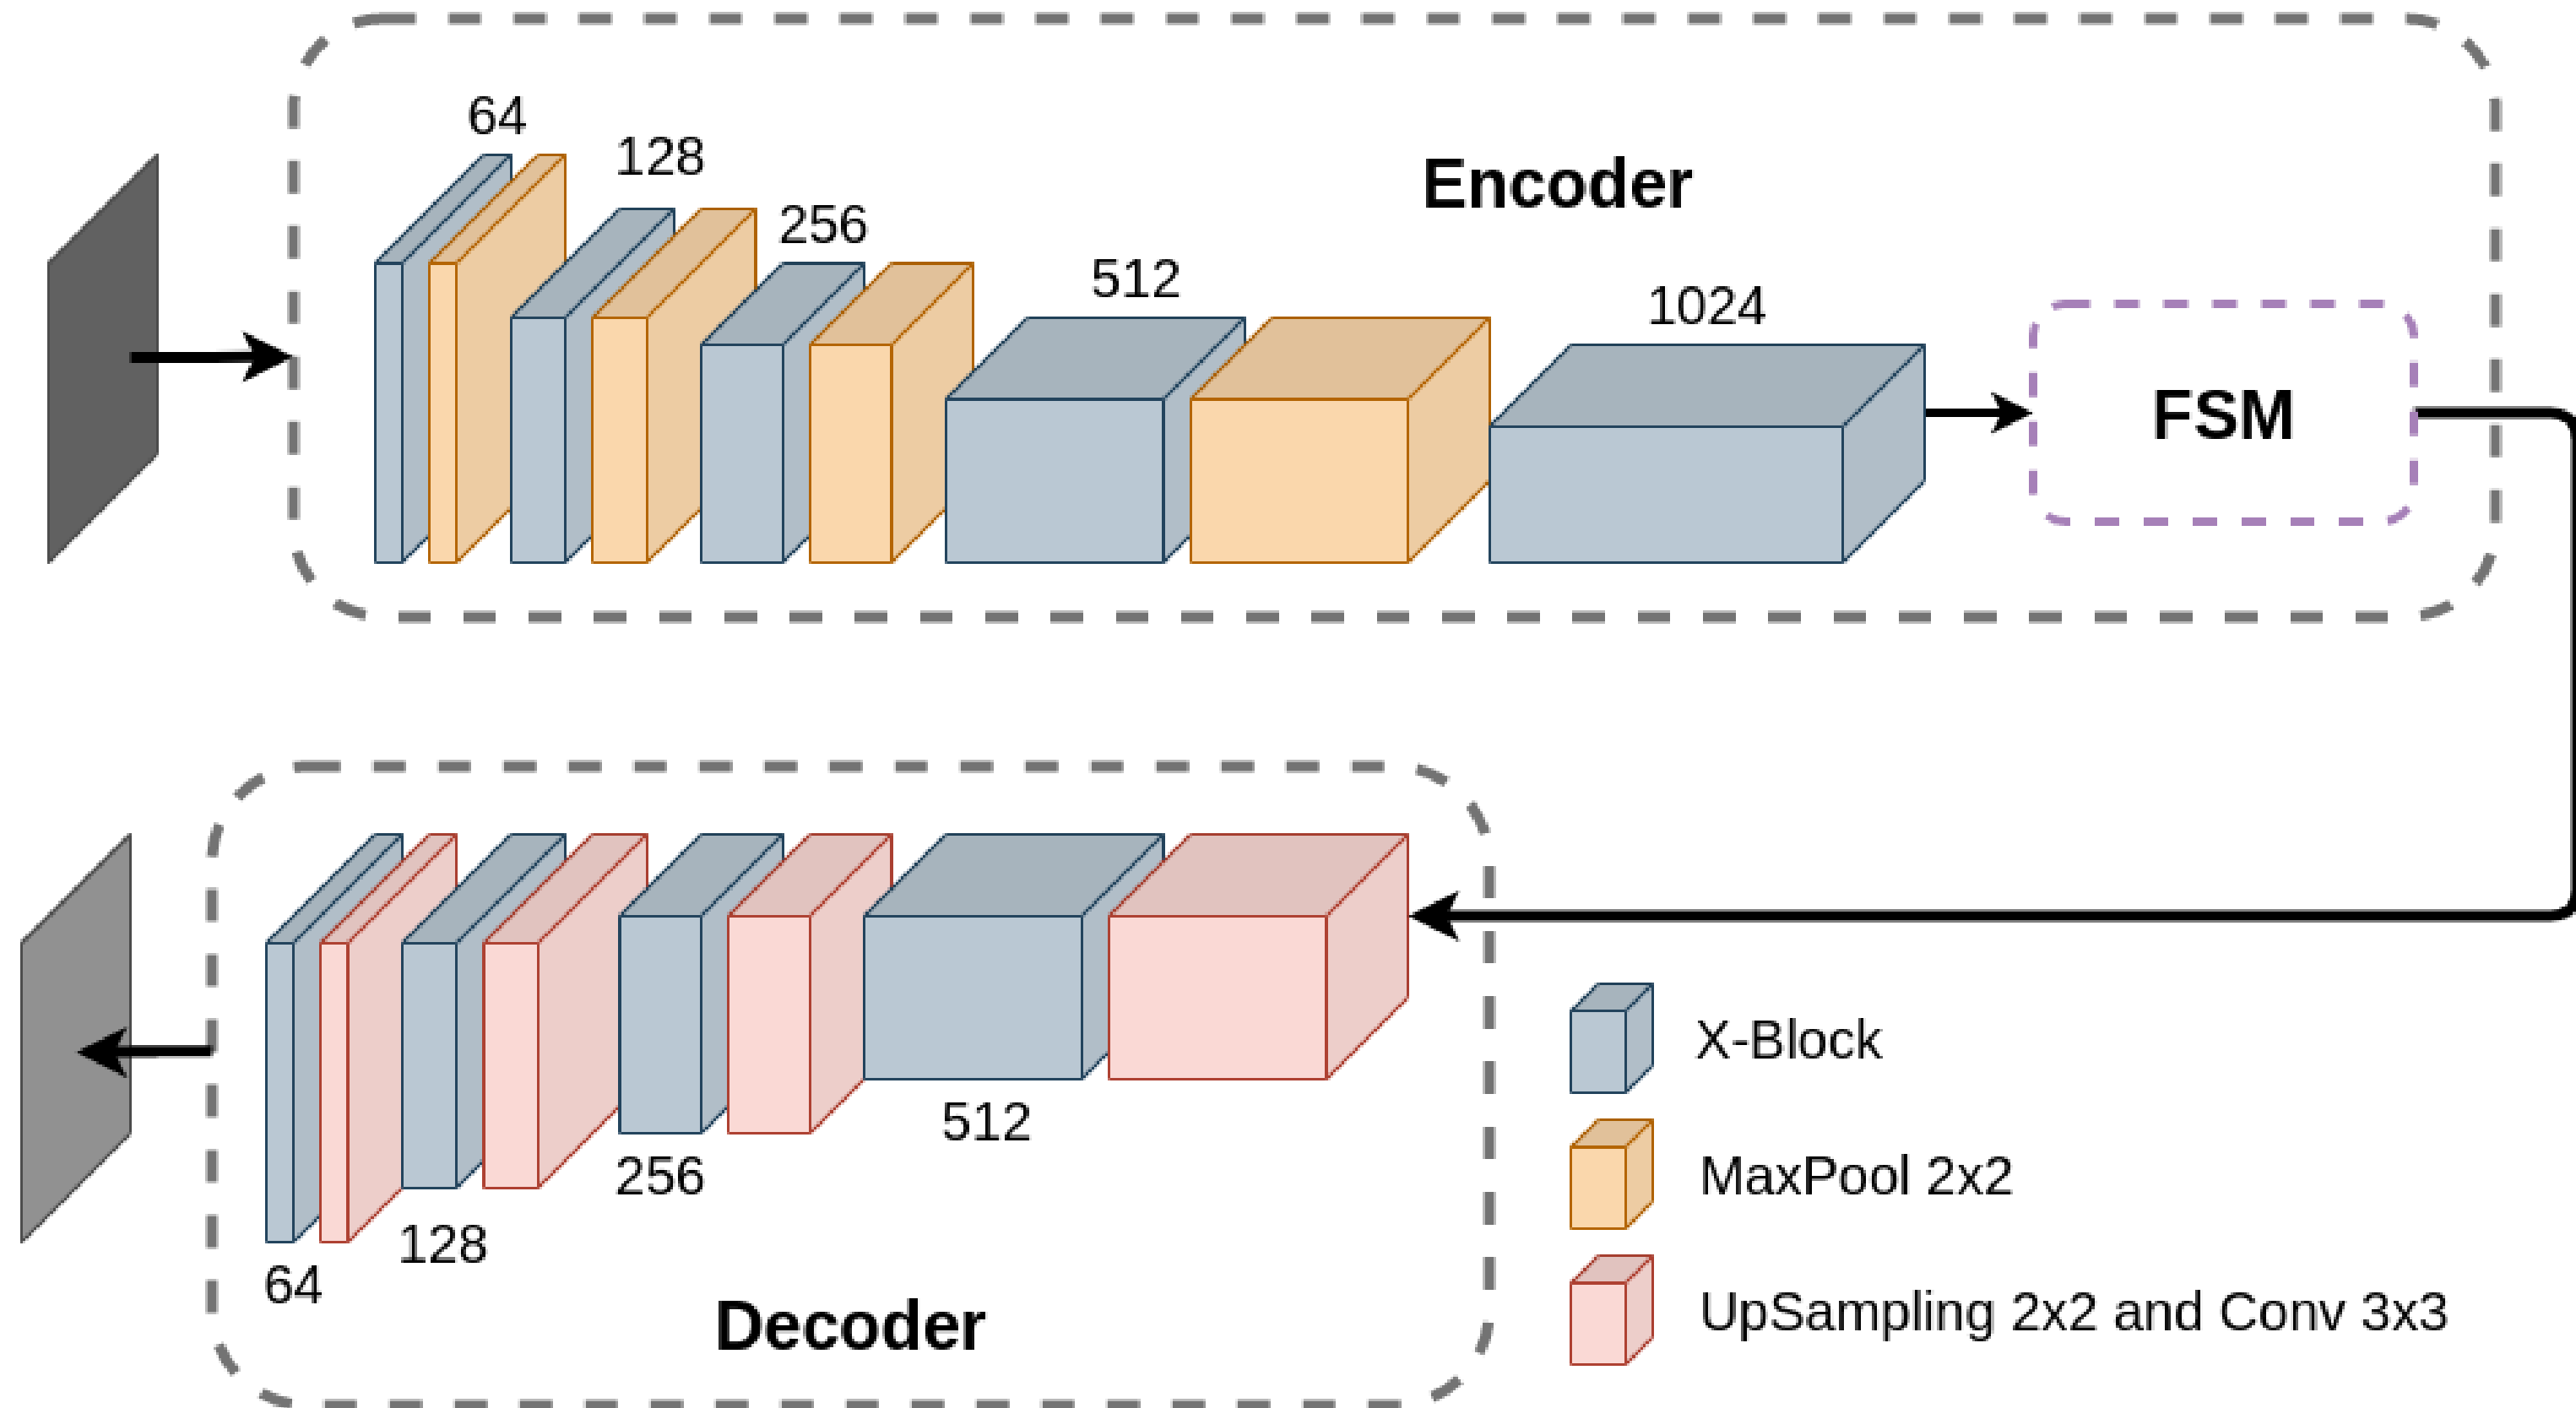 64
128
256
512
1024
Encoder
FSM
512
256
128
64
Decoder
X-Block
MaxPool 2x2
UpSampling 2x2 and Conv 3x3